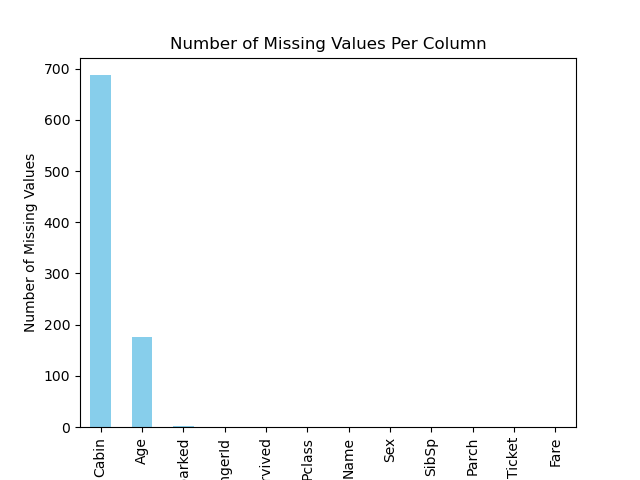 Number of Missing Values Per Column
Number of Missing Values
700
600
500
400
300
200
100
0
Cabin
Age
arked
ngerId
rvived
Pclass
Name
Sex
SibSp
Parch
Ticket
Fare